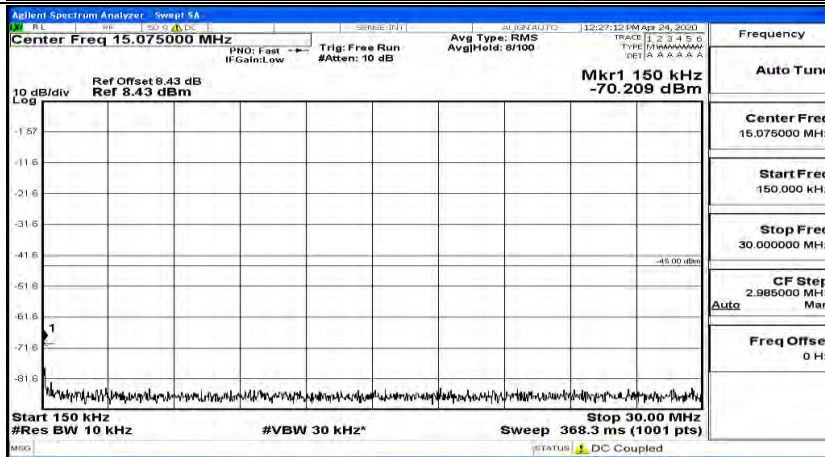 Agilent Spectrum Analyzer - Swept SA
RL RF 50 Ω DC SENSE:INT ALIGN AUTO 12:27:12 PM Apr 24, 2020
Center Freq 15.075000 MHz
PNO: Fast
IFGain:Low
Trig: Free Run
#Atten: 10 dB
Avg Type: RMS
Avg|Hold: 8/100
TRACE 1 2 3 4 5 6
TYPE MWWWWW
DET A A A A A A
Ref Offset 8.43 dB
10 dB/div Ref 8.43 dBm
Log
Mkr1 150 kHz
-70.209 dBm
-1.57
-11.6
-21.6
-31.6
-41.6
-45.00 dBm
-51.6
-61.6
1
-71.6
-81.6
Start 150 kHz
Stop 30.00 MHz
#Res BW 10 kHz #VBW 30 kHz* Sweep 368.3 ms (1001 pts)
MSG STATUS DC Coupled
Frequency
Auto Tune
Center Freq
15.075000 MHz
Start Freq
150.000 kHz
Stop Freq
30.000000 MHz
CF Step
2.985000 MHz
Auto Man
Freq Offset
0 Hz